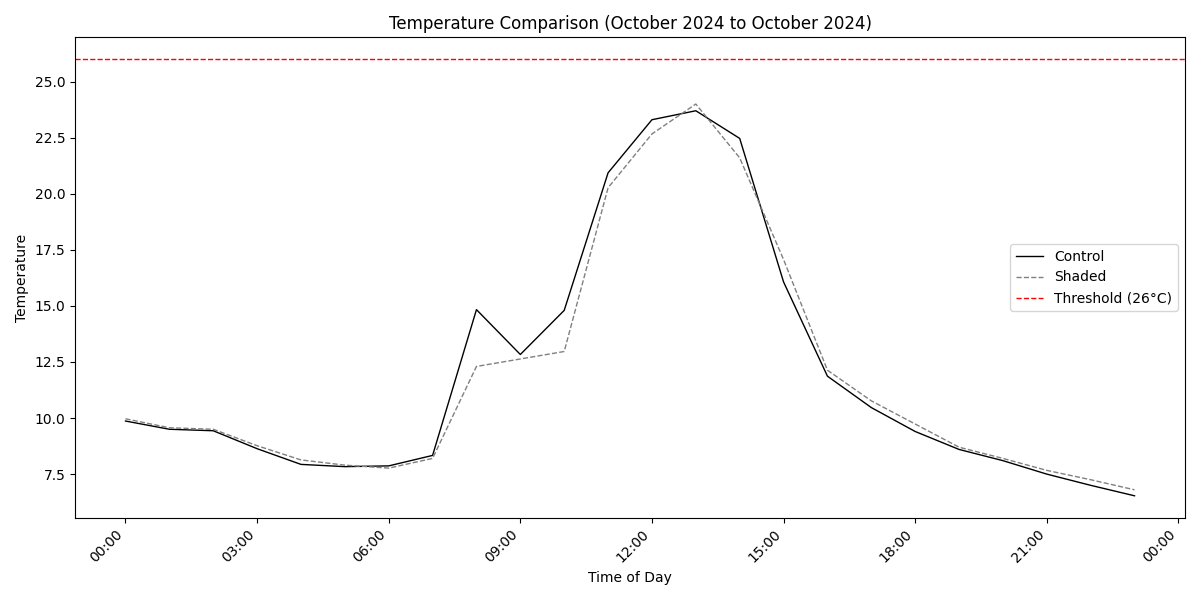 Temperature Comparison (October 2024 to October 2024)
Temperature
25.0
22.5
20.0
17.5
15.0
12.5
10.0
7.5
Control
Shaded
Threshold (26°C)
00:00
03:00
06:00
09:00
12:00
15:00
18:00
21:00
00:00
Time of Day